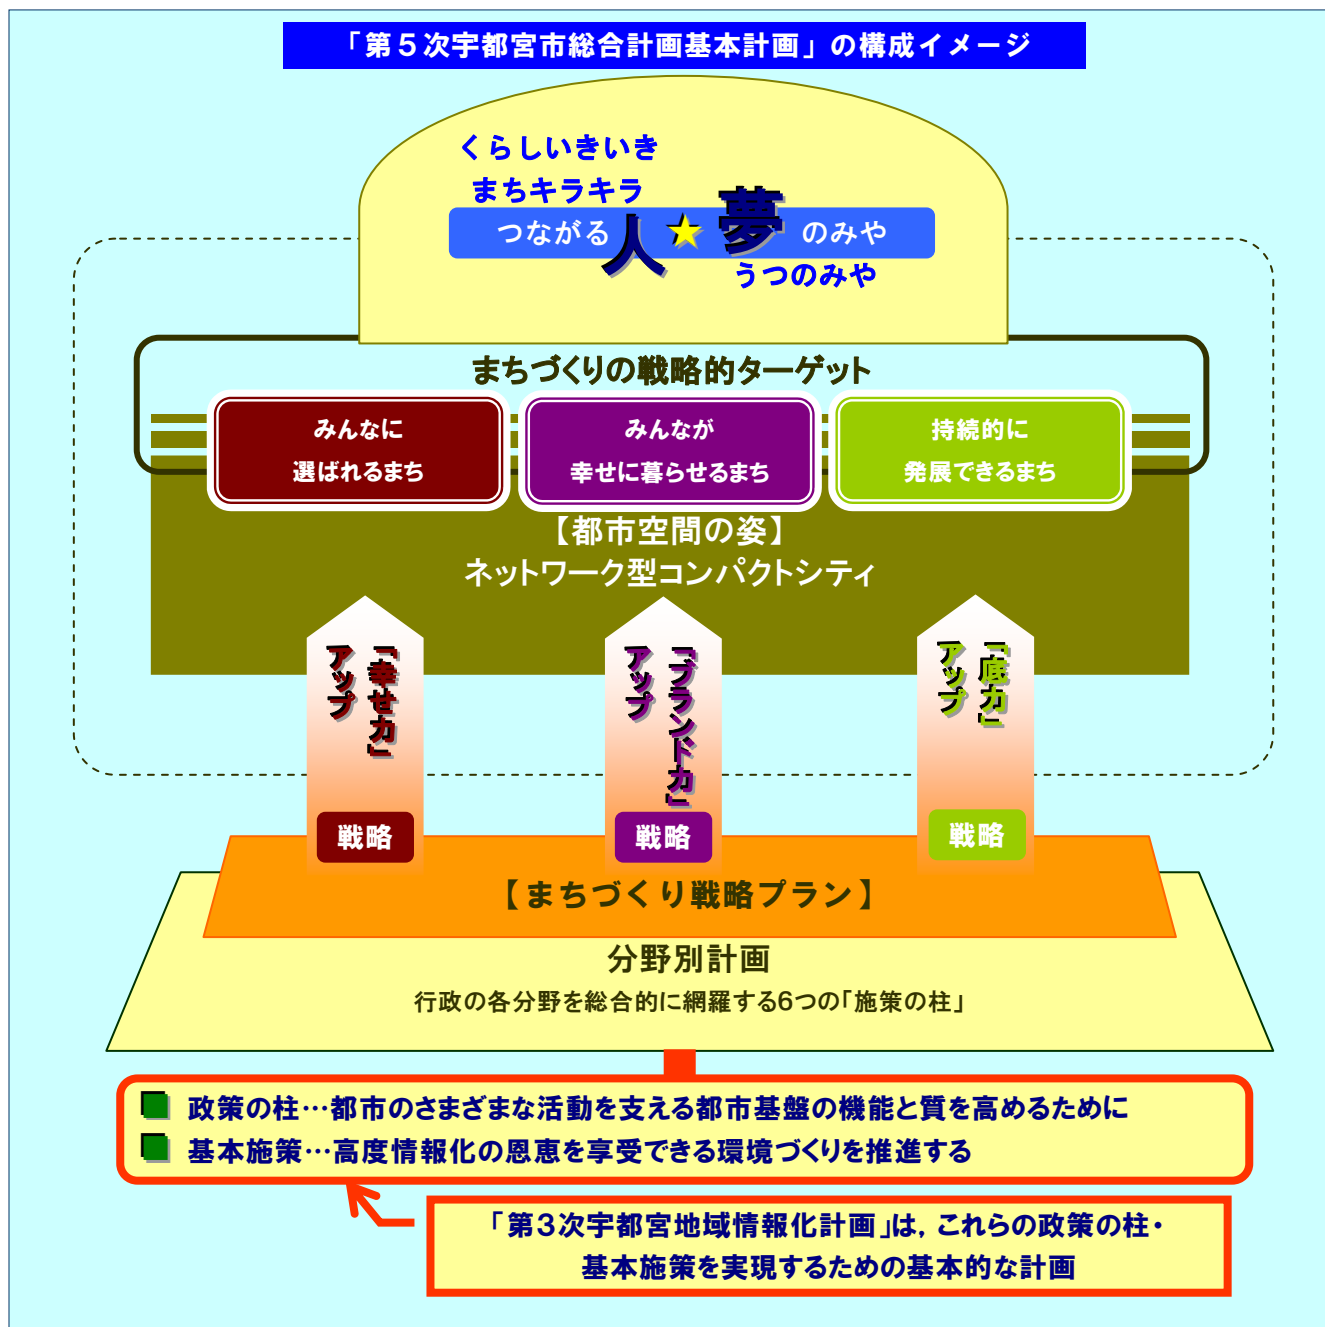 「第５次宇都宮市総合計画基本計画」の構成イメージ
くらしいきいき
まちキラキラ
つながる人★夢のみや
うつのみや
まちづくりの戦略的ターゲット
みんなに
選ばれるまち
みんなが
幸せに暮らせるまち
持続的に
発展できるまち
【都市空間の姿】
ネットワーク型コンパクトシティ
「幸せ力」
アップ
「ブランド力」
アップ
「底力」
アップ
戦略
戦略
戦略
【まちづくり戦略プラン】
分野別計画
行政の各分野を総合的に網羅する6つの「施策の柱」
政策の柱…都市のさまざまな活動を支える都市基盤の機能と質を高めるために
基本施策…高度情報化の恩恵を享受できる環境づくりを推進する
「第３次宇都宮地域情報化計画」は，これらの政策の柱・
基本施策を実現するための基本的な計画